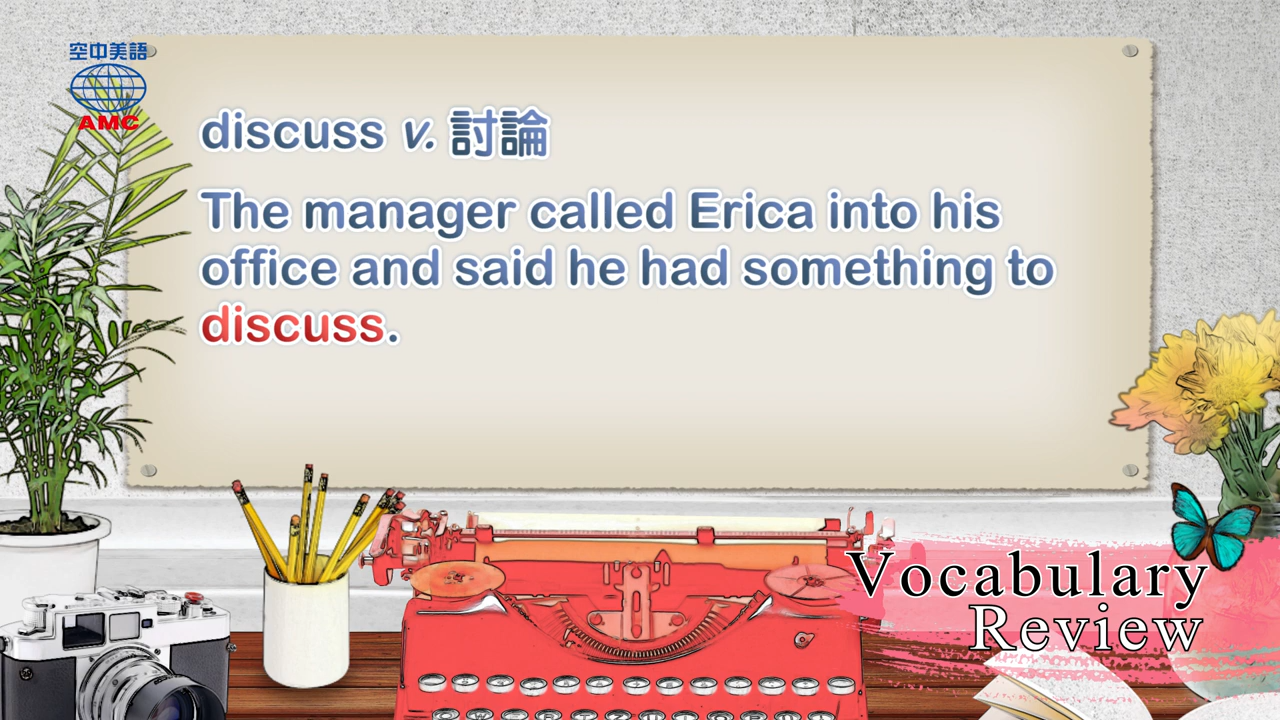 空中美語
AMC
discuss v. 討論
The manager called Erica into his
office and said he had something to
discuss.
Vocabulary
Review